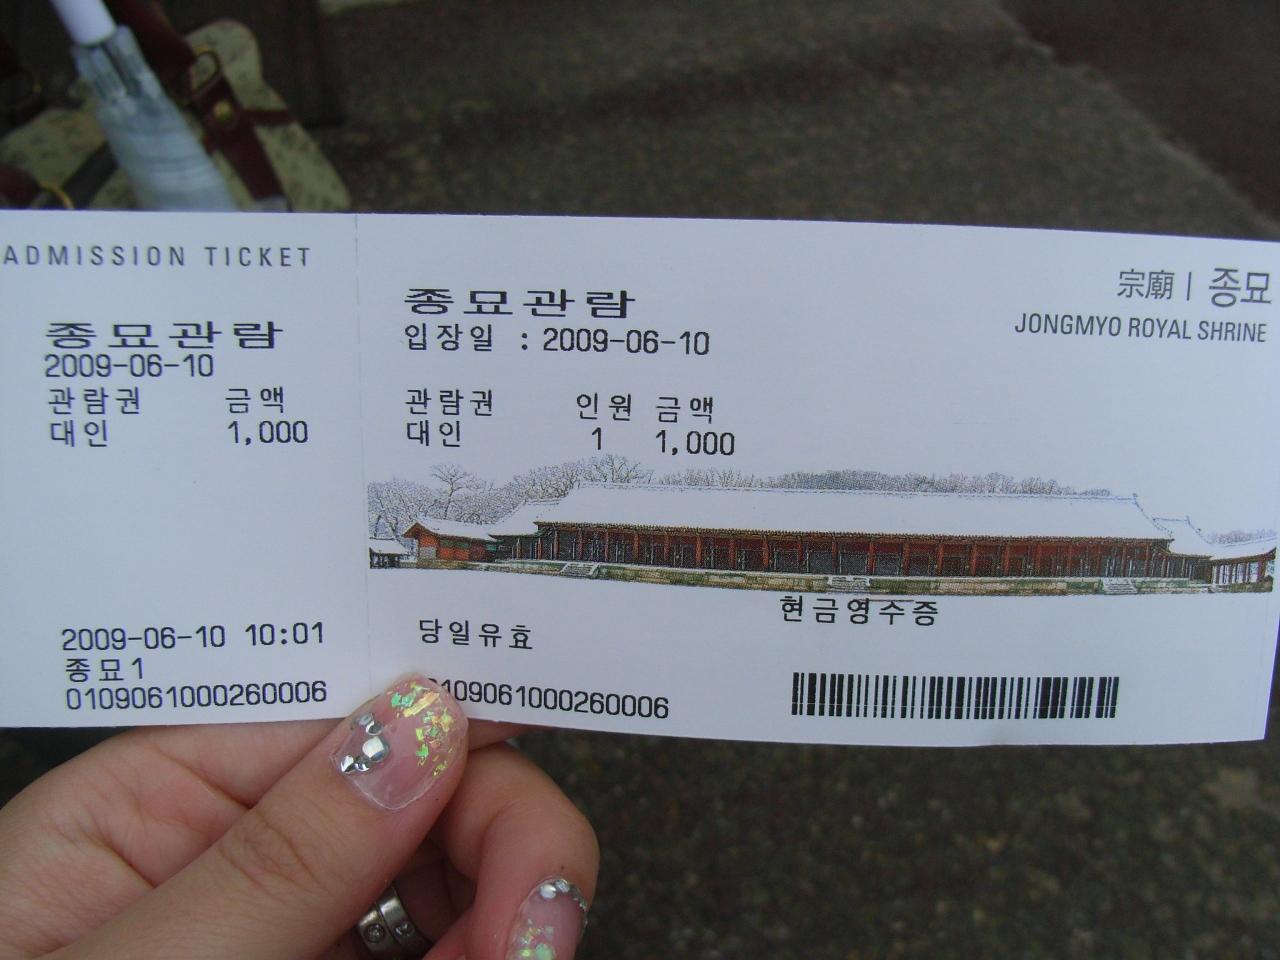 ADMISSION TICKET
종묘관람
2009-06-10
관람권 금액
대인 1,000
2009-06-10 10:01
종묘1
0109061000260006
종묘관람
입장일 : 2009-06-10
관람권 인원 금액
대인 1 1,000
현금영수증
당일유효
109061000260006
宗廟 | 종묘
JONGMYO ROYAL SHRINE